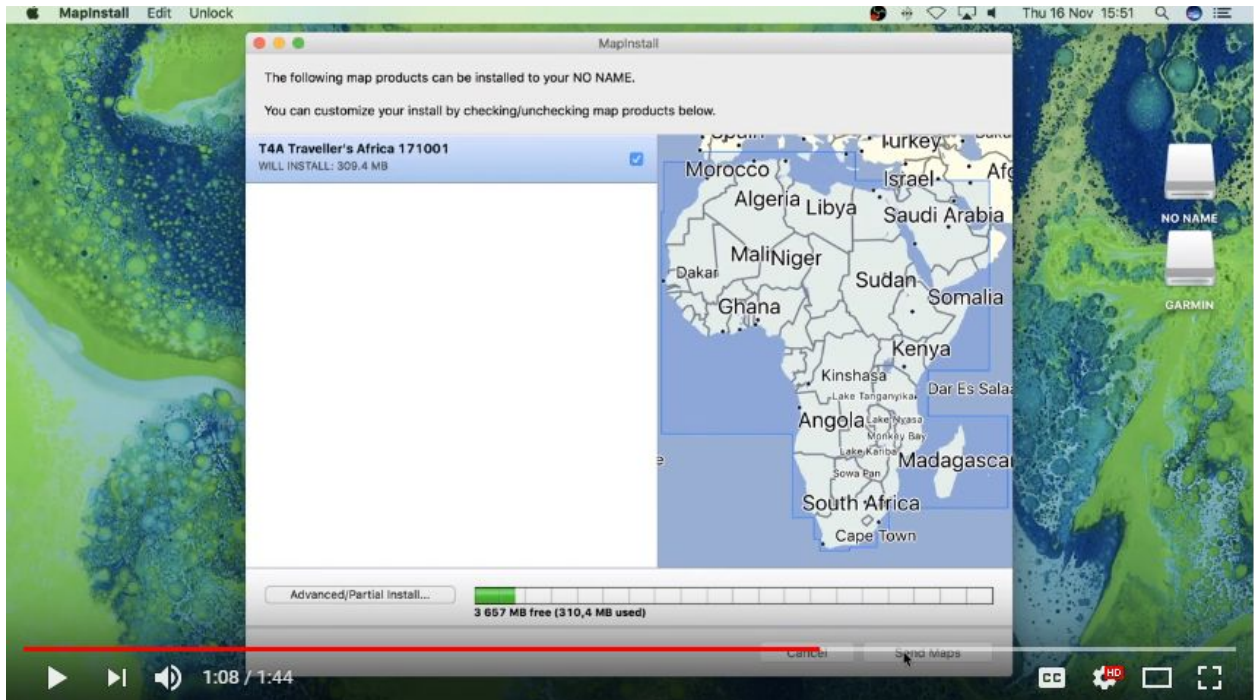 MapInstall Edit Unlock Thu 16 Nov 15:51
MapInstall
The following map products can be installed to your NO NAME.
You can customize your install by checking/unchecking map products below.
T4A Traveller's Africa 171001
WILL INSTALL: 309.4 MB
Spain
Turkey
Morocco
Israel
Afg
Algeria
Libya
Saudi Arabia
NO NAME
Mali
Niger
Dakar
Sudan
Somalia
GARMIN
Ghana
Kenya
Kinshasa
Dar Es Salaa
Lake Tanganyika
Angola
Lake Nyasa
Monkey Bay
Lake Kariba
Madagascar
e
Sowa Pan
South Africa
Cape Town
Advanced/Partial Install...
3 657 MB free (310,4 MB used)
Cancel Send Maps
1:08 / 1:44 CC HD